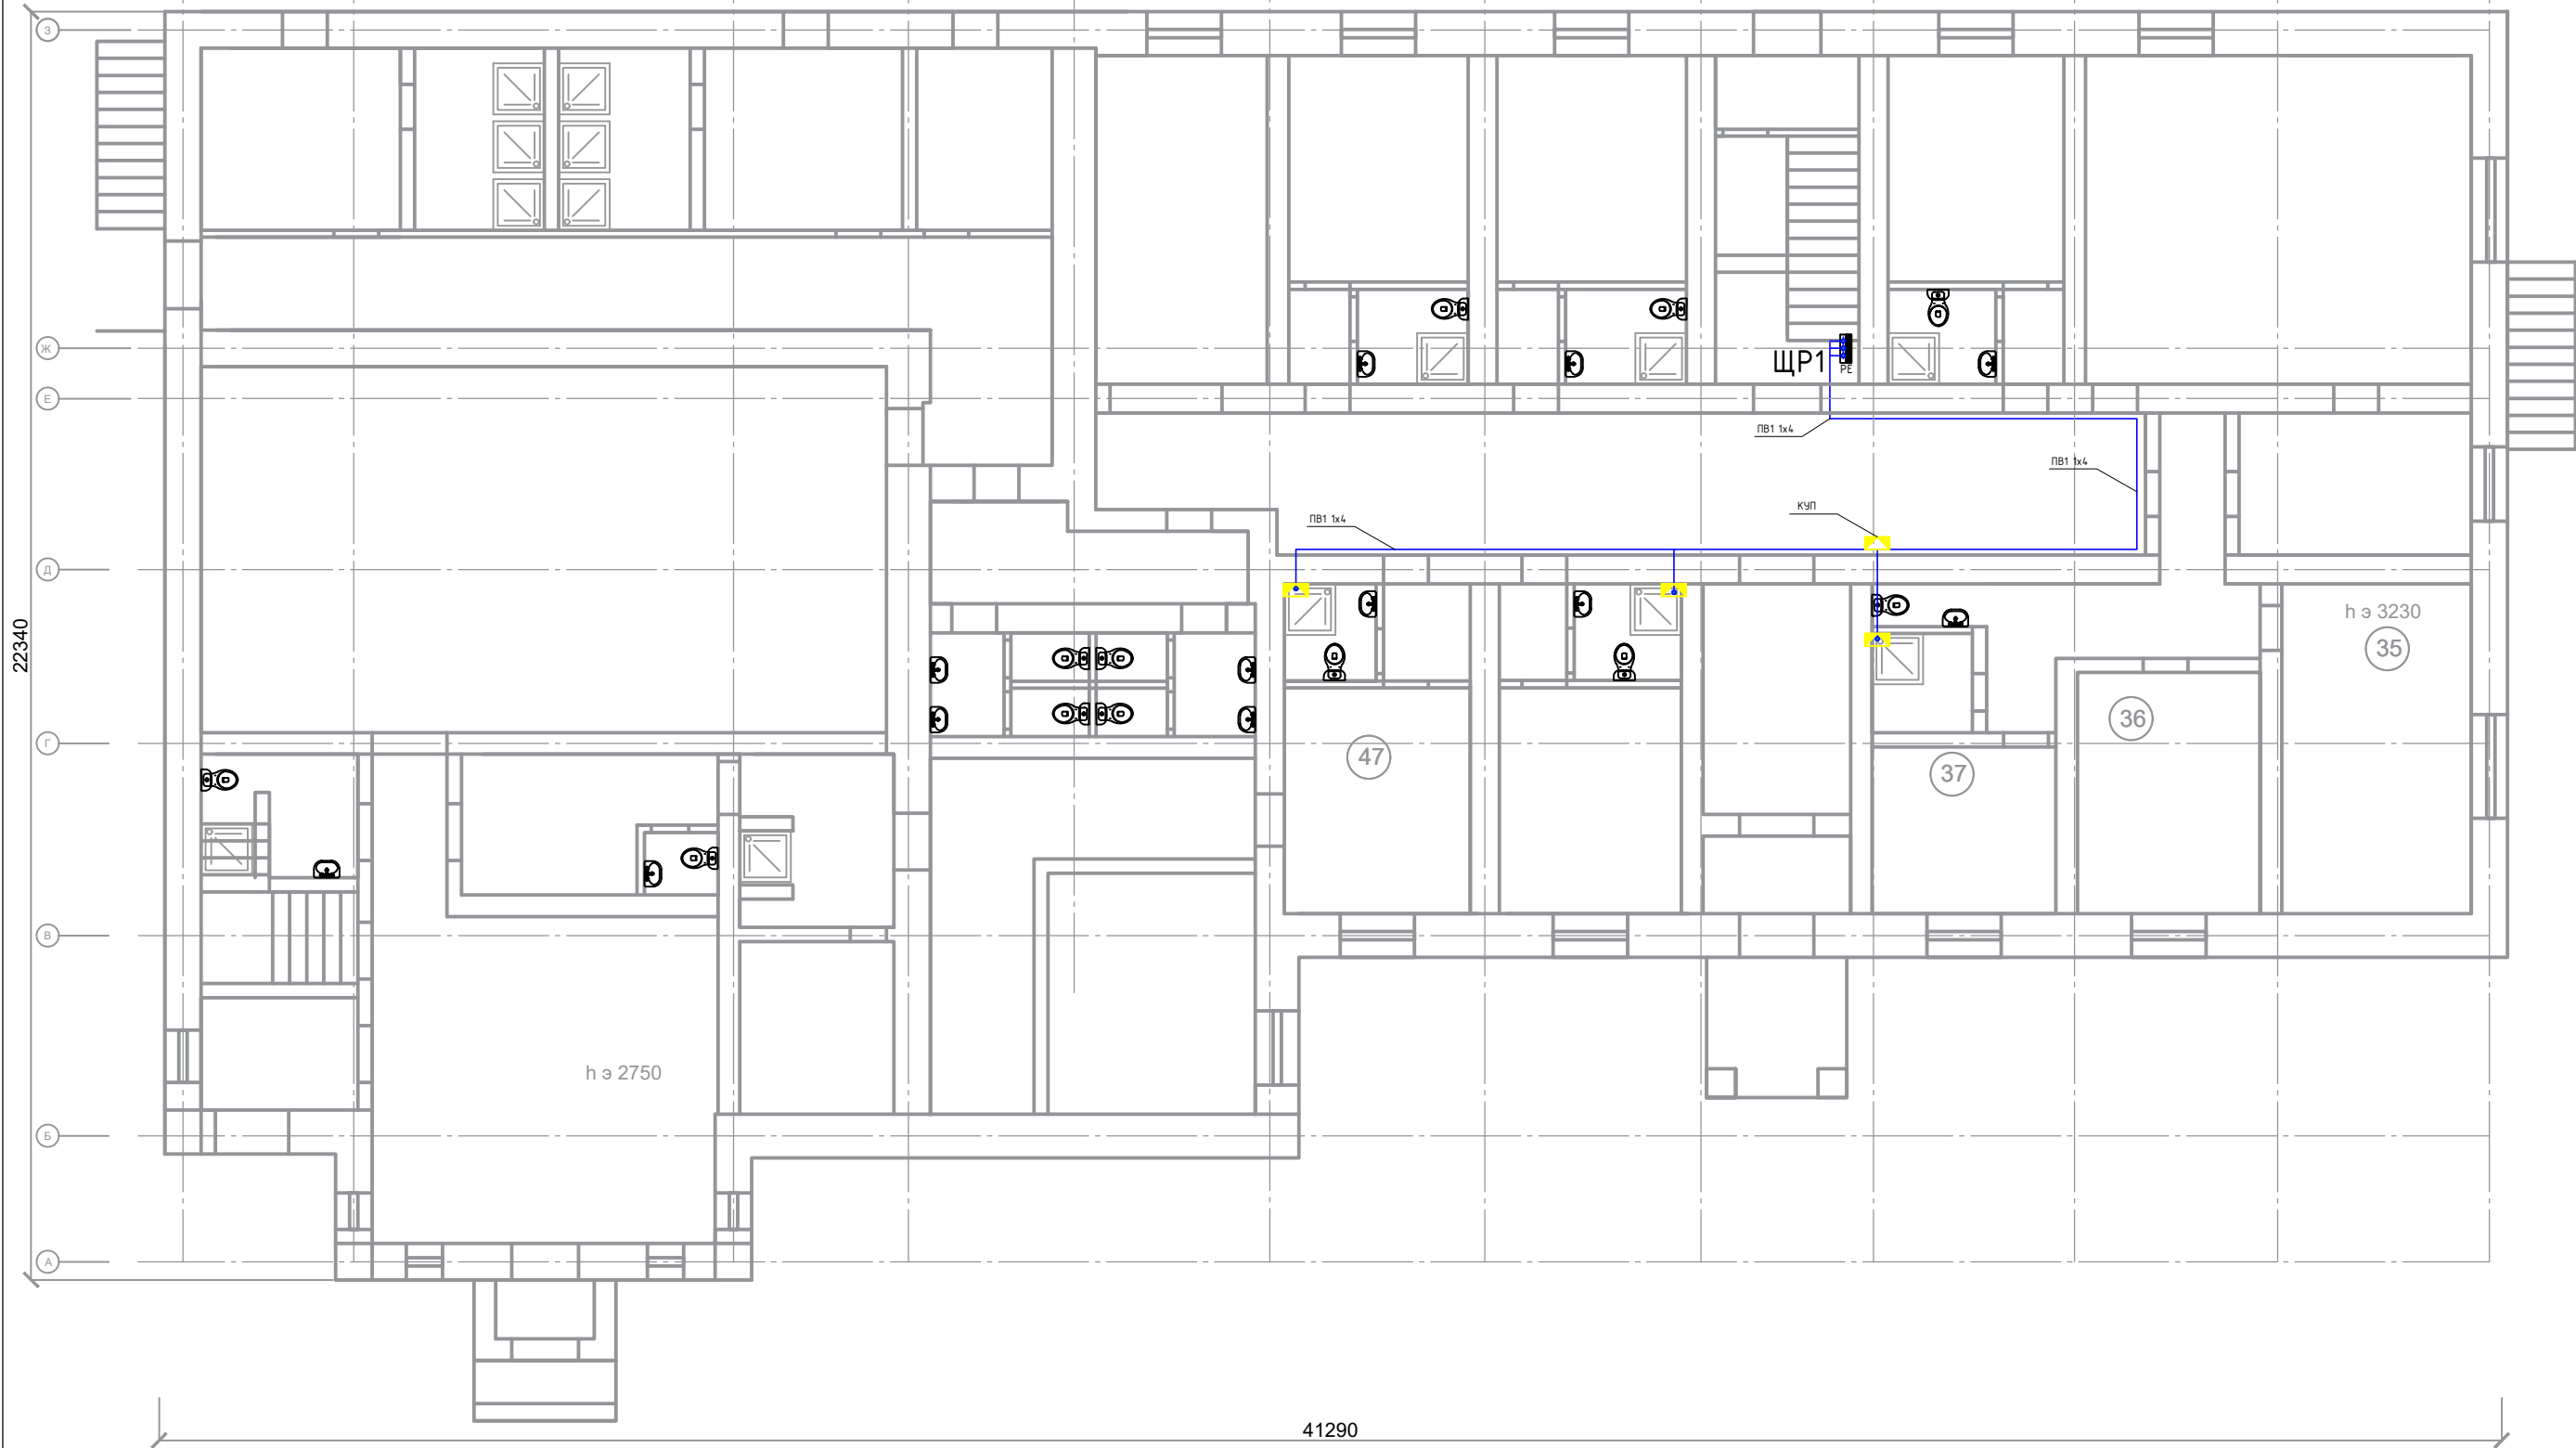 З
Ж
ЩР1
PE
Е
ПВ1 1х4
ПВ1 1х4
КУП
ПВ1 1х4
Д
h э 3230
35
22340
36
Г
47
37
В
h э 2750
Б
А
41290